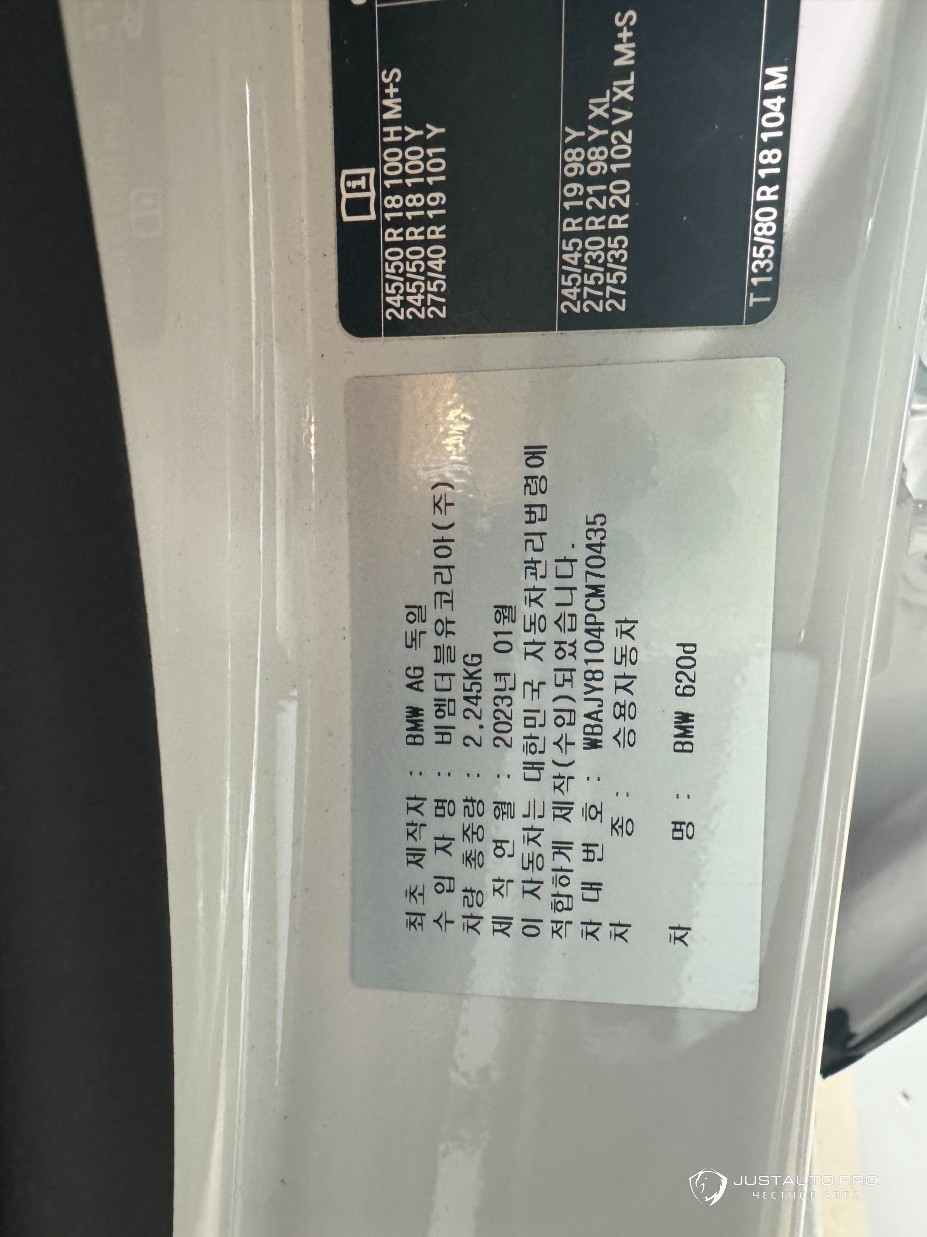 245/50 R 18 100 H M+S
245/50 R 18 100 Y
275/40 R 19 101 Y
245/45 R 19 98 Y
275/30 R 21 98 Y XL
275/35 R 20 102 V XL M+S
T 135/80 R 18 104 M
최초 제작자 : BMW AG 독일
수 입 자 명 : 비엠더블유코리아(주)
차량 총중량 : 2,245KG
제 작 연 월 : 2023년 01월
이 자동차는 대한민국 자동차관리법령에
적합하게 제작(수입)되었습니다.
차 대 번 호 : WBAJY8104PCM70435
차 종 : 승용자동차
차 명 : BMW 620d
JUSTAUTO.PRO
ЧЕСТНОЕ АВТО